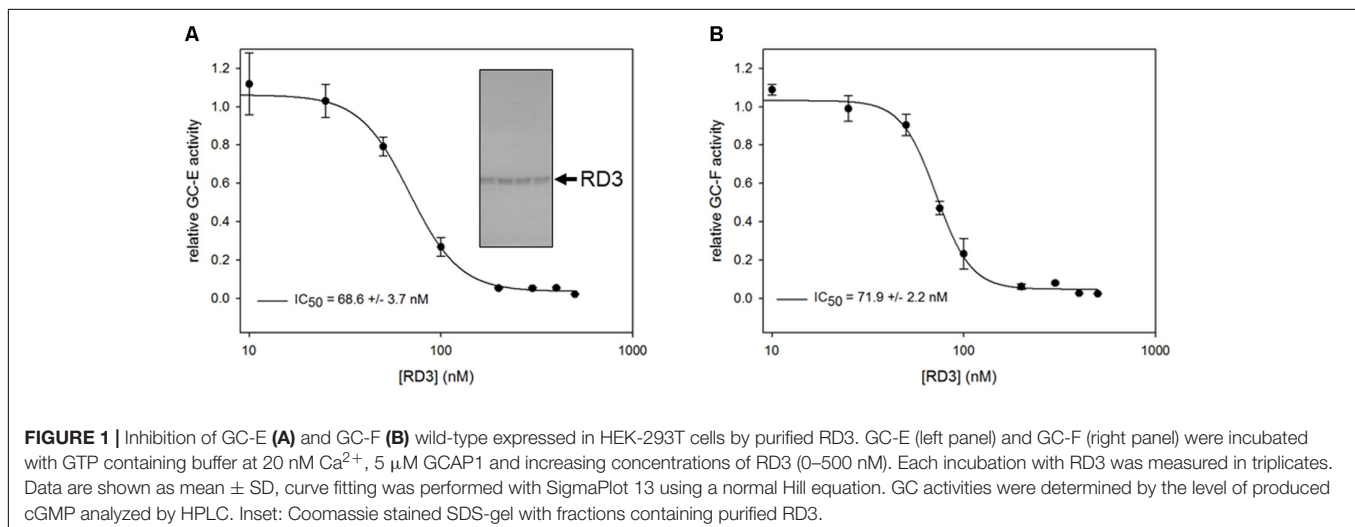 A
1.2
1.0
0.8
0.6
0.4
0.2
0.0
relative GC-E activity
RD3
IC50 = 68.6 +/- 3.7 nM
10
100
1000
[RD3] (nM)
B
1.2
1.0
0.8
0.6
0.4
0.2
0.0
relative GC-F activity
IC50 = 71.9 +/- 2.2 nM
10
100
1000
[RD3] (nM)
FIGURE 1 | Inhibition of GC-E (A) and GC-F (B) wild-type expressed in HEK-293T cells by purified RD3. GC-E (left panel) and GC-F (right panel) were incubated
with GTP containing buffer at 20 nM Ca2+, 5 μM GCAP1 and increasing concentrations of RD3 (0–500 nM). Each incubation with RD3 was measured in triplicates.
Data are shown as mean ± SD, curve fitting was performed with SigmaPlot 13 using a normal Hill equation. GC activities were determined by the level of produced
cGMP analyzed by HPLC. Inset: Coomassie stained SDS-gel with fractions containing purified RD3.